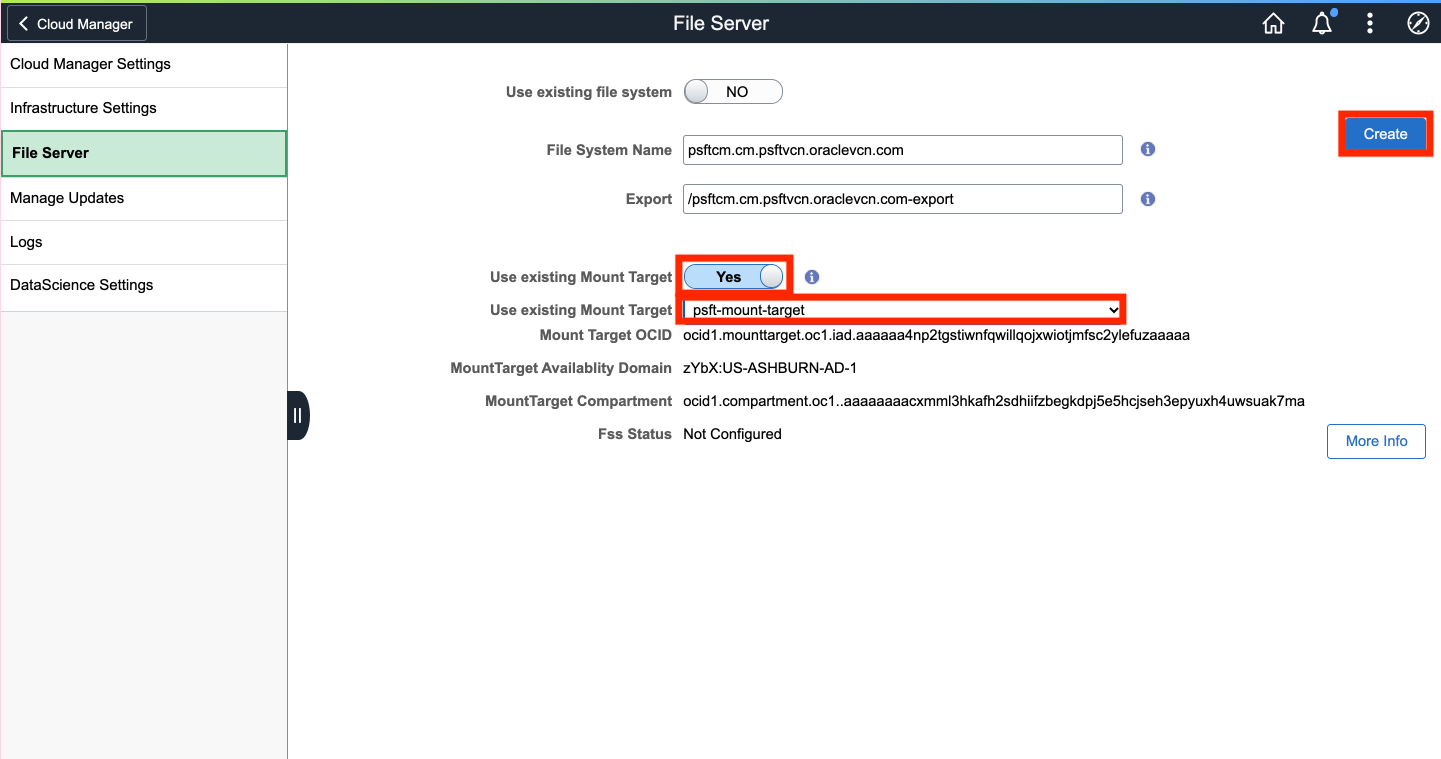 Cloud Manager
File Server
Cloud Manager Settings
Infrastructure Settings
File Server
Manage Updates
Logs
DataScience Settings
Use existing file system NO
Create
File System Name psftcm.cm.psftvcn.oraclevcn.com
Export /psftcm.cm.psftvcn.oraclevcn.com-export
Use existing Mount Target Yes
Use existing Mount Target psft-mount-target
Mount Target OCID ocid1.mounttarget.oc1.iad.aaaaaa4np2tgstiwnfqwillqojxwiotjmfsc2ylefuzaaaaa
MountTarget Availablity Domain zYbX:US-ASHBURN-AD-1
MountTarget Compartment ocid1.compartment.oc1..aaaaaaaacxmml3hkafh2sdhiifzbegkdpj5e5hcjseh3epyuxh4uwsuak7ma
Fss Status Not Configured
More Info